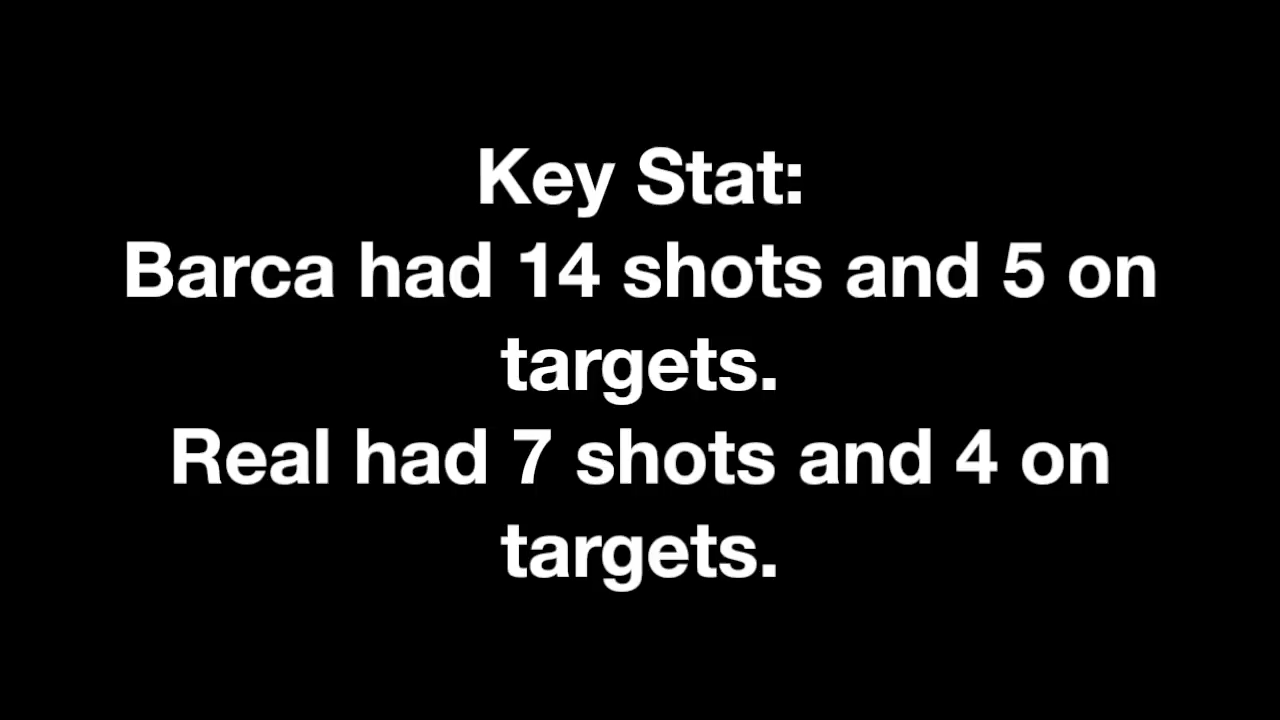 Key Stat:
Barca had 14 shots and 5 on
targets.
Real had 7 shots and 4 on
targets.